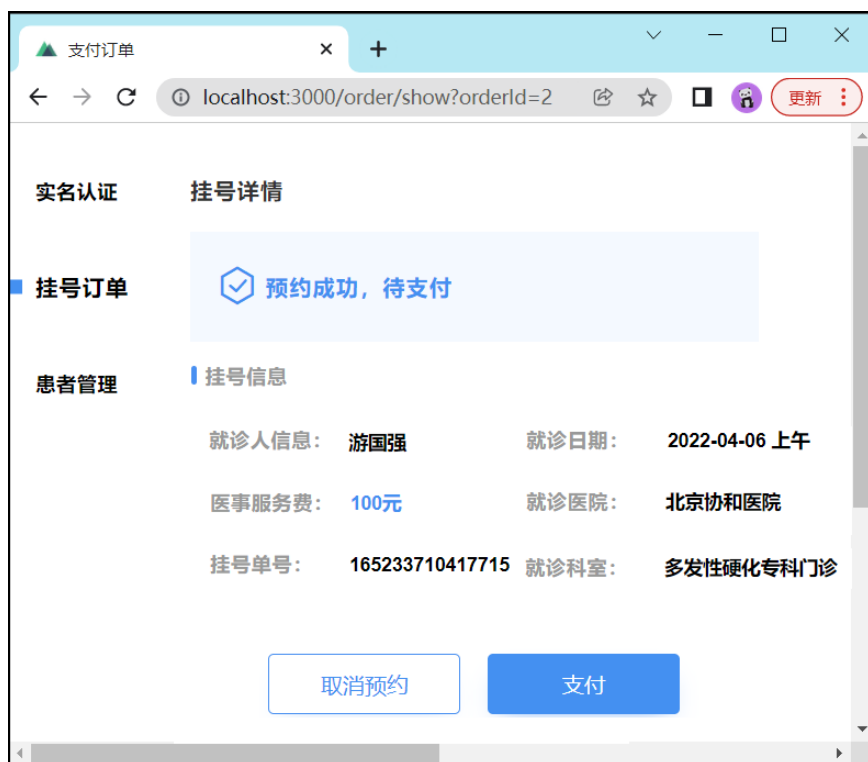 支付订单
localhost:3000/order/show?orderId=2
更新
实名认证
挂号详情
挂号订单
预约成功，待支付
患者管理
挂号信息
就诊人信息： 游国强 就诊日期： 2022-04-06 上午
医事服务费： 100元 就诊医院： 北京协和医院
挂号单号： 165233710417715 就诊科室： 多发性硬化专科门诊
取消预约 支付